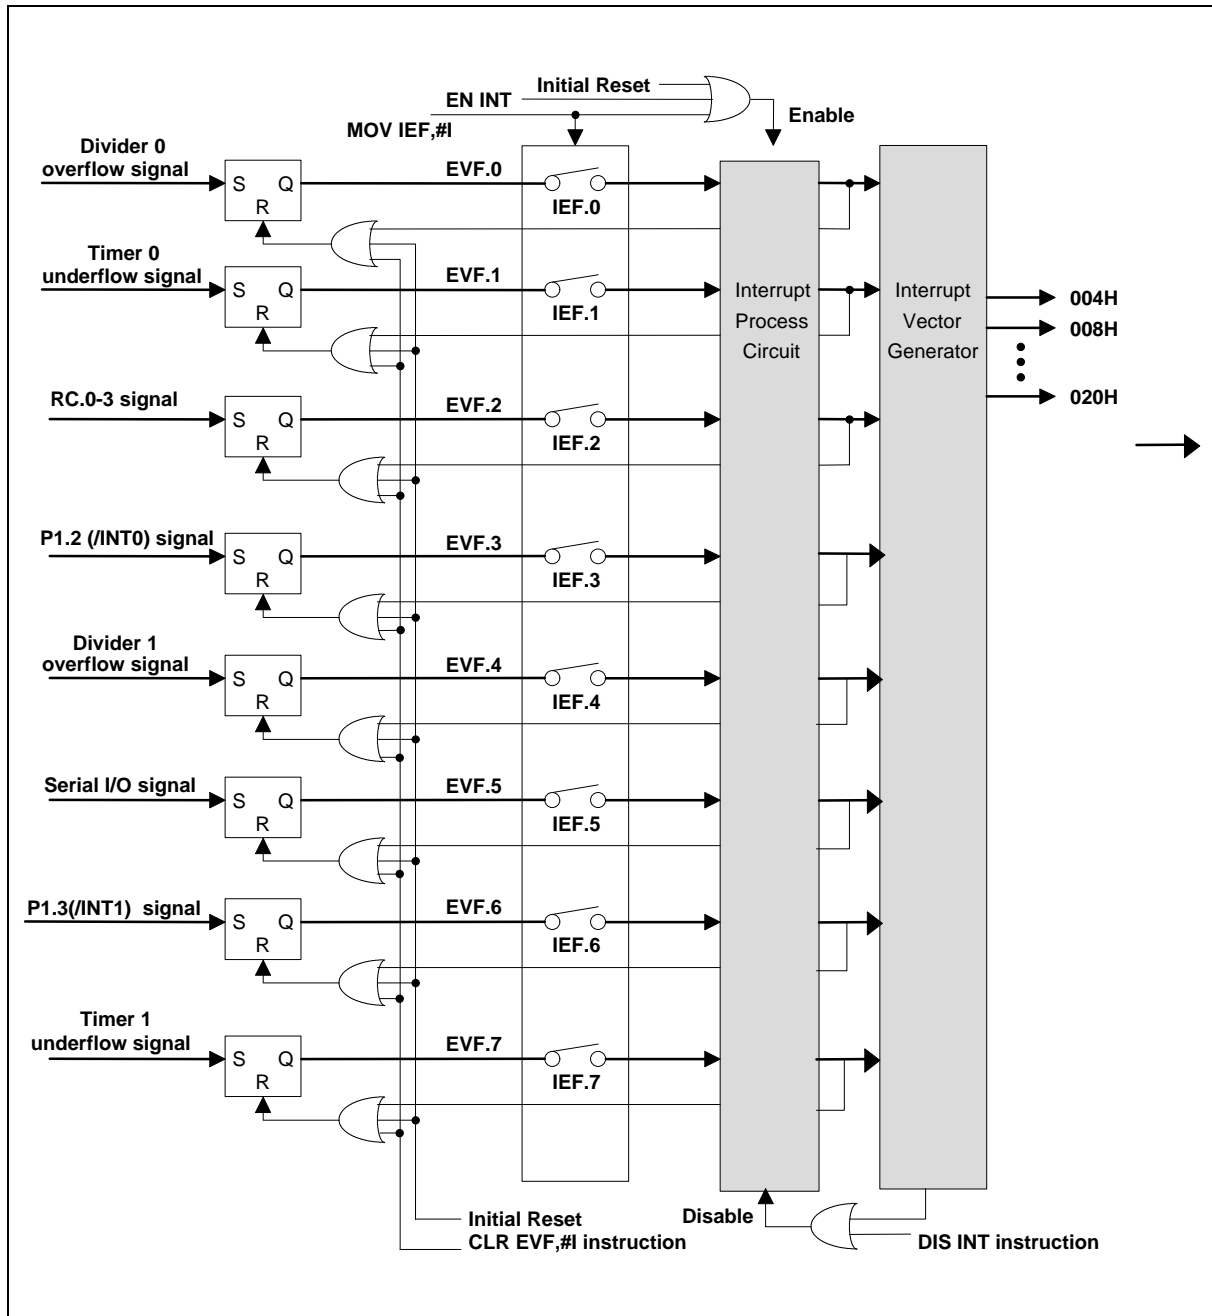 Initial Reset
EN INT
MOV IEF,#I
Enable
Divider 0
overflow signal
S Q
R
EVF.0
IEF.0
Timer 0
underflow signal
S Q
R
EVF.1
IEF.1
Interrupt
Process
Circuit
Interrupt
Vector
Generator
004H
008H
020H
RC.0-3 signal
S Q
R
EVF.2
IEF.2
P1.2 (/INT0) signal
S Q
R
EVF.3
IEF.3
Divider 1
overflow signal
S Q
R
EVF.4
IEF.4
Serial I/O signal
S Q
R
EVF.5
IEF.5
P1.3(/INT1) signal
S Q
R
EVF.6
IEF.6
Timer 1
underflow signal
S Q
R
EVF.7
IEF.7
Initial Reset
CLR EVF,#I instruction
Disable
DIS INT instruction